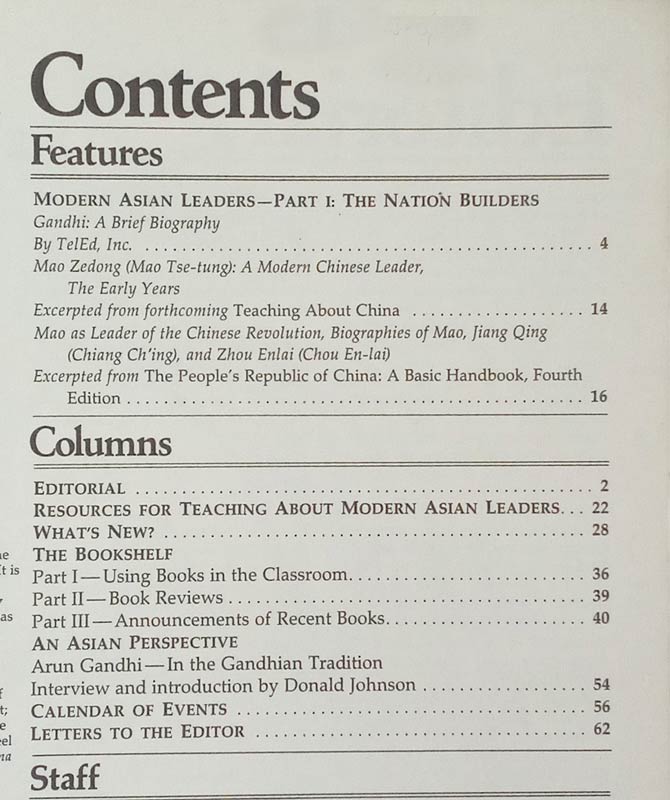 Contents
Features
MODERN ASIAN LEADERS—PART I: THE NATION BUILDERS
Gandhi: A Brief Biography
By TelEd, Inc. . . . . . . . . . . . . . . . . . . . . . . . . . . . . . . . . . . . . . . . . . 4
Mao Zedong (Mao Tse-tung): A Modern Chinese Leader,
The Early Years
Excerpted from forthcoming Teaching About China . . . . . . . . . . . . . . . . . . 14
Mao as Leader of the Chinese Revolution, Biographies of Mao, Jiang Qing
(Chiang Ch'ing), and Zhou Enlai (Chou En-lai)
Excerpted from The People's Republic of China: A Basic Handbook, Fourth
Edition . . . . . . . . . . . . . . . . . . . . . . . . . . . . . . . . . . . . . . . . . . 16
Columns
EDITORIAL . . . . . . . . . . . . . . . . . . . . . . . . . . . . . . . . . . . . . . . . . . 2
RESOURCES FOR TEACHING ABOUT MODERN ASIAN LEADERS. . . 22
WHAT'S NEW? . . . . . . . . . . . . . . . . . . . . . . . . . . . . . . . . . . . . . . . . 28
THE BOOKSHELF
Part I—Using Books in the Classroom. . . . . . . . . . . . . . . . . . . . . . . . 36
Part II—Book Reviews . . . . . . . . . . . . . . . . . . . . . . . . . . . . . . . . . . . 39
Part III—Announcements of Recent Books. . . . . . . . . . . . . . . . . . . . 40
AN ASIAN PERSPECTIVE
Arun Gandhi—In the Gandhian Tradition
Interview and introduction by Donald Johnson . . . . . . . . . . . . . . . . . 54
CALENDAR OF EVENTS . . . . . . . . . . . . . . . . . . . . . . . . . . . . . . . . . . 56
LETTERS TO THE EDITOR . . . . . . . . . . . . . . . . . . . . . . . . . . . . . . . . 62
Staff